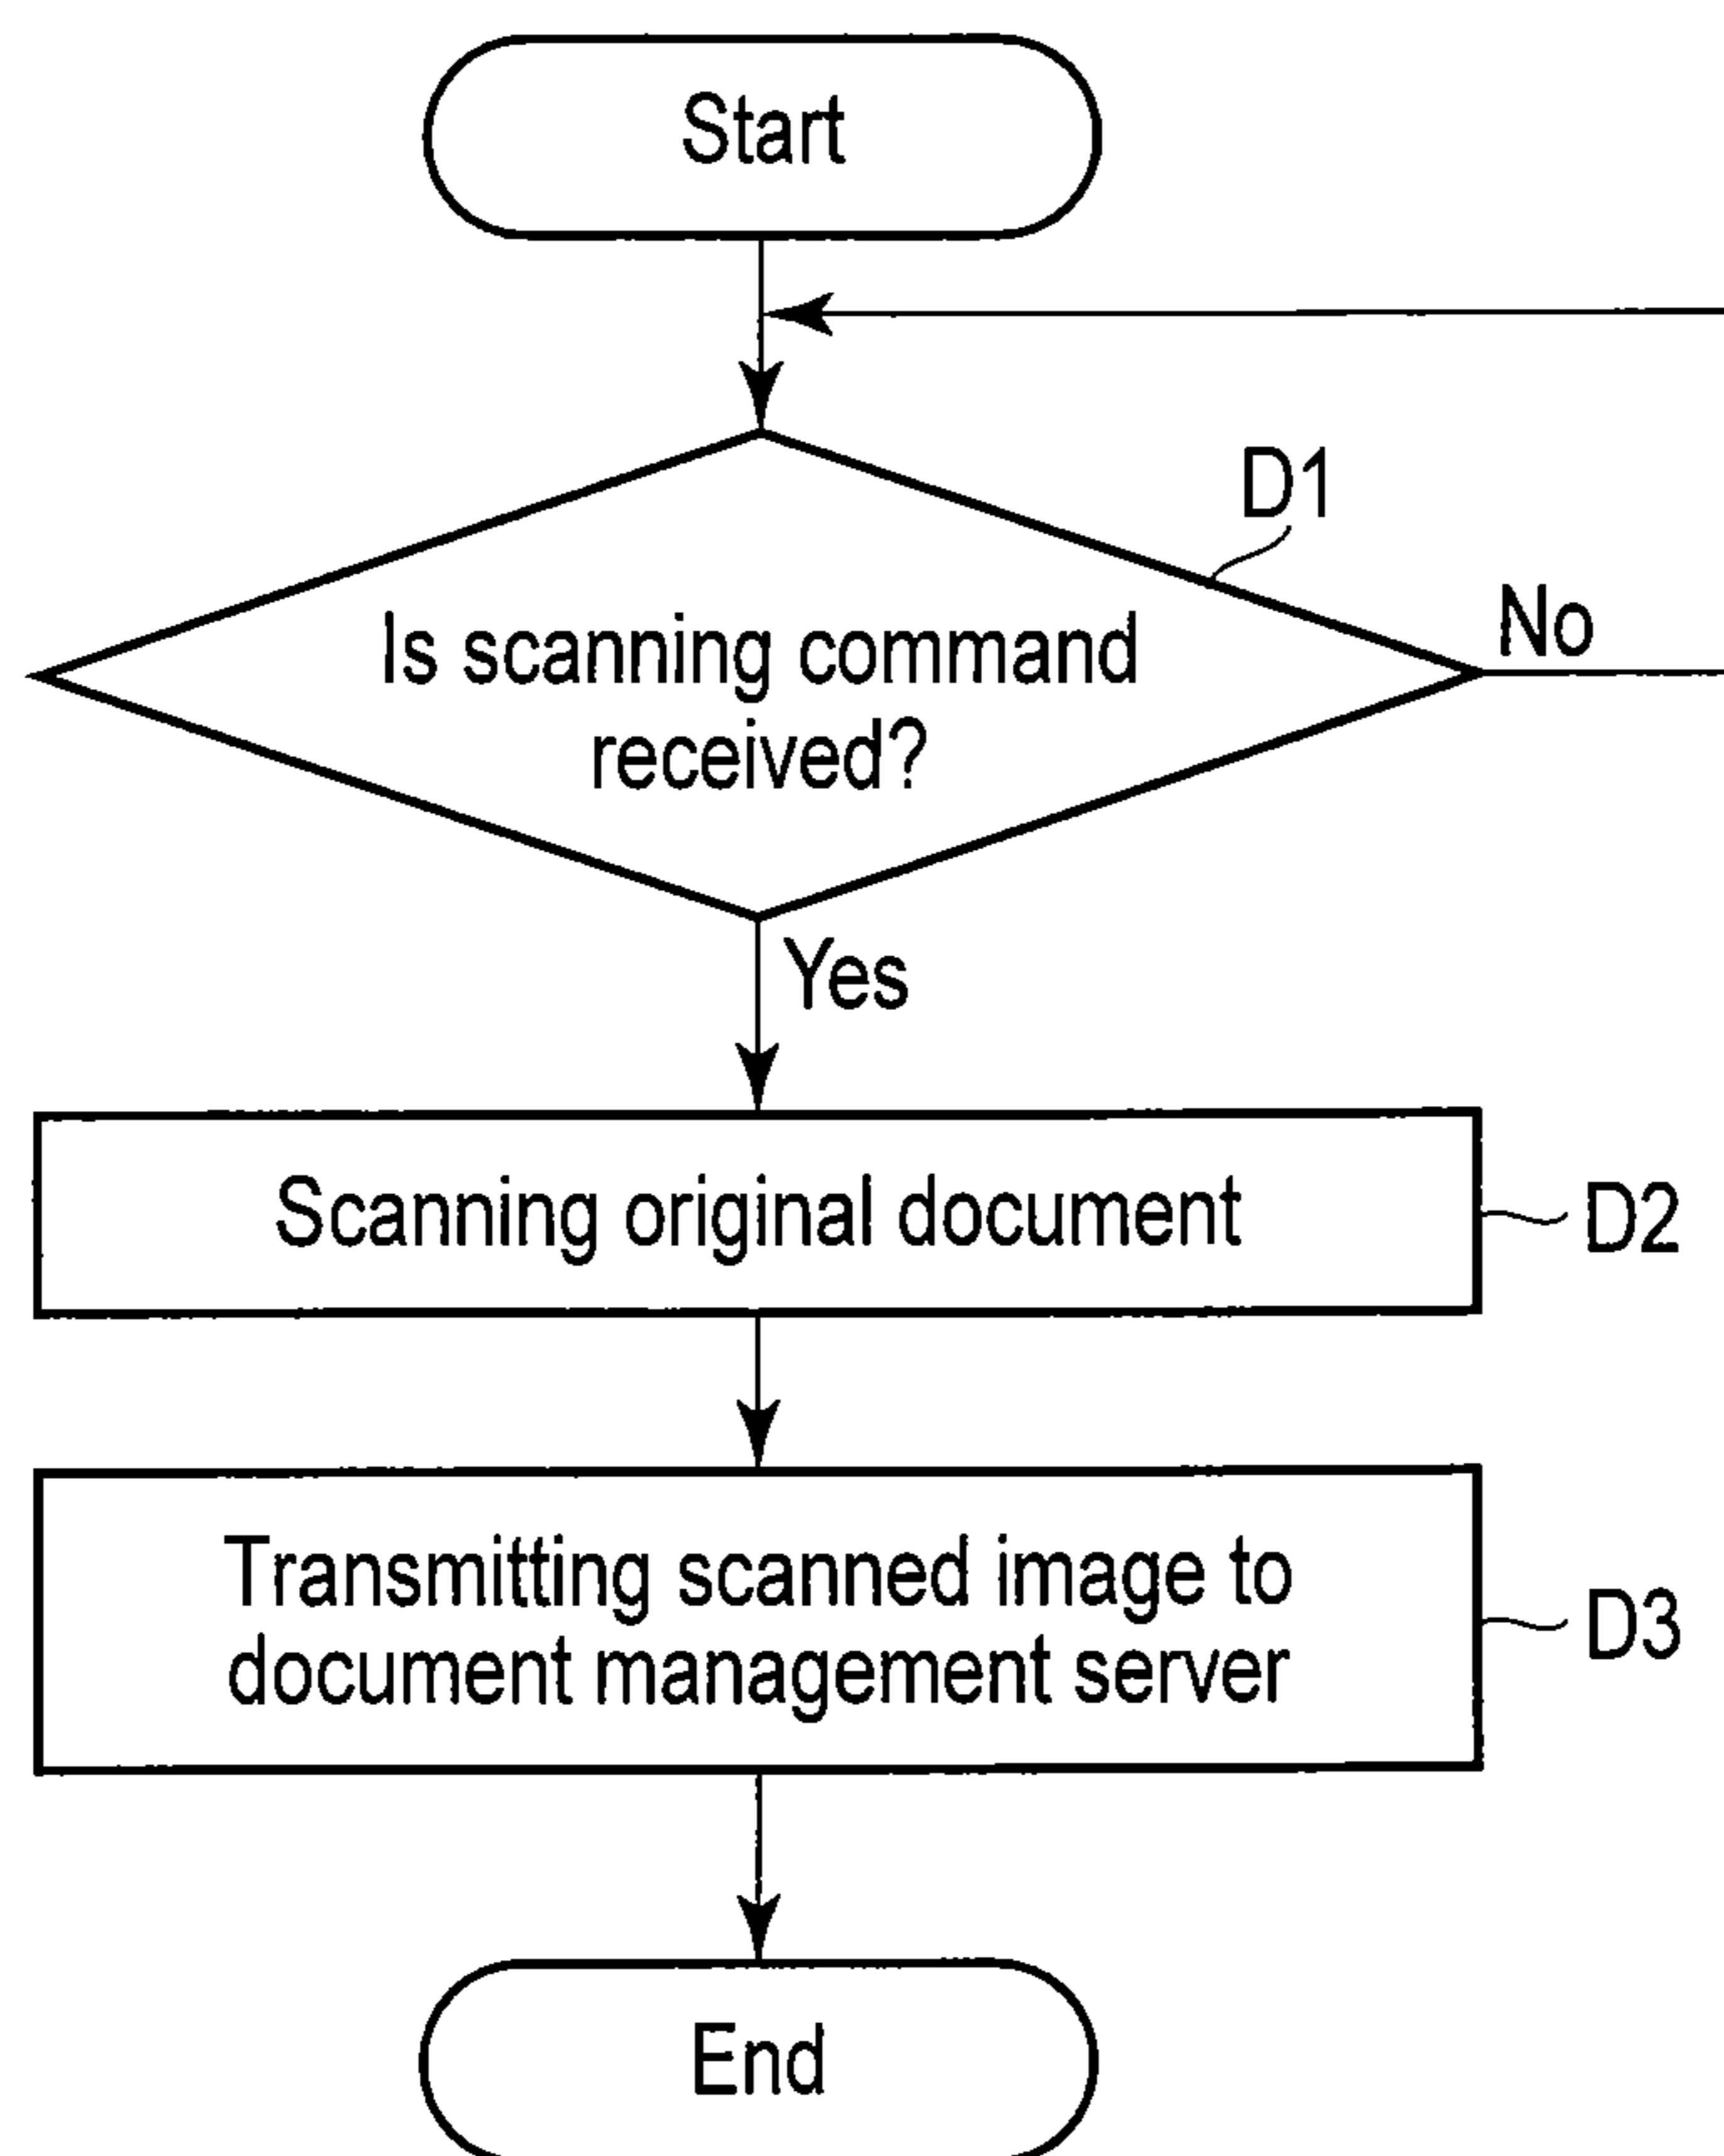 Start
D1
Is scanning command
received?
No
Yes
Scanning original document
D2
Transmitting scanned image to
document management server
D3
End